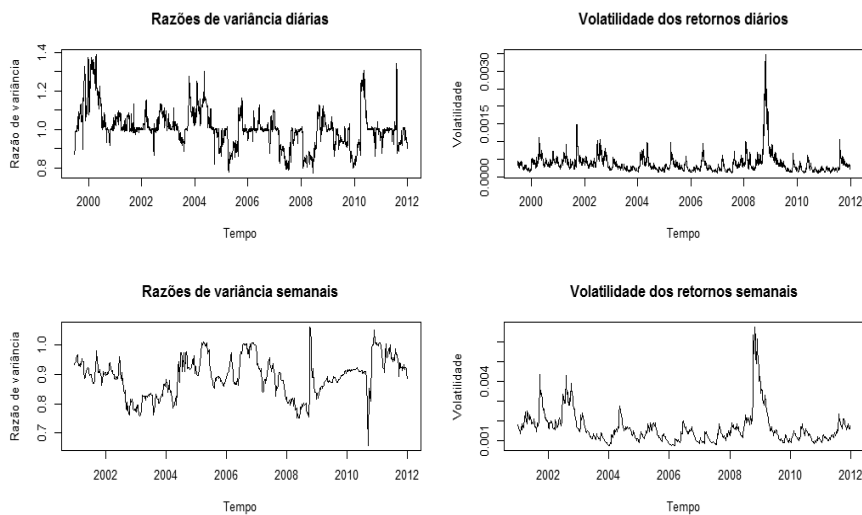 Razões de variância diárias
Razão de variância
1.4
1.2
1.0
0.8
2000 2002 2004 2006 2008 2010 2012
Tempo
Volatilidade dos retornos diários
Volatilidade
0.0030
0.0015
0.0000
2000 2002 2004 2006 2008 2010 2012
Tempo
Razões de variância semanais
Razão de variância
1.0
0.9
0.8
0.7
2002 2004 2006 2008 2010 2012
Tempo
Volatilidade dos retornos semanais
Volatilidade
0.004
0.001
2002 2004 2006 2008 2010 2012
Tempo